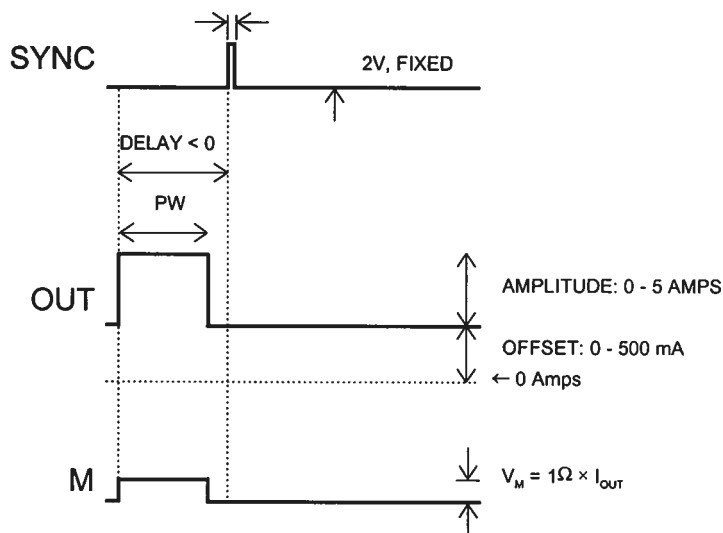 SYNC
2V, FIXED
DELAY < 0
PW
OUT
AMPLITUDE: 0 - 5 AMPS
OFFSET: 0 - 500 mA
← 0 Amps
M
V_M = 1Ω × I_OUT